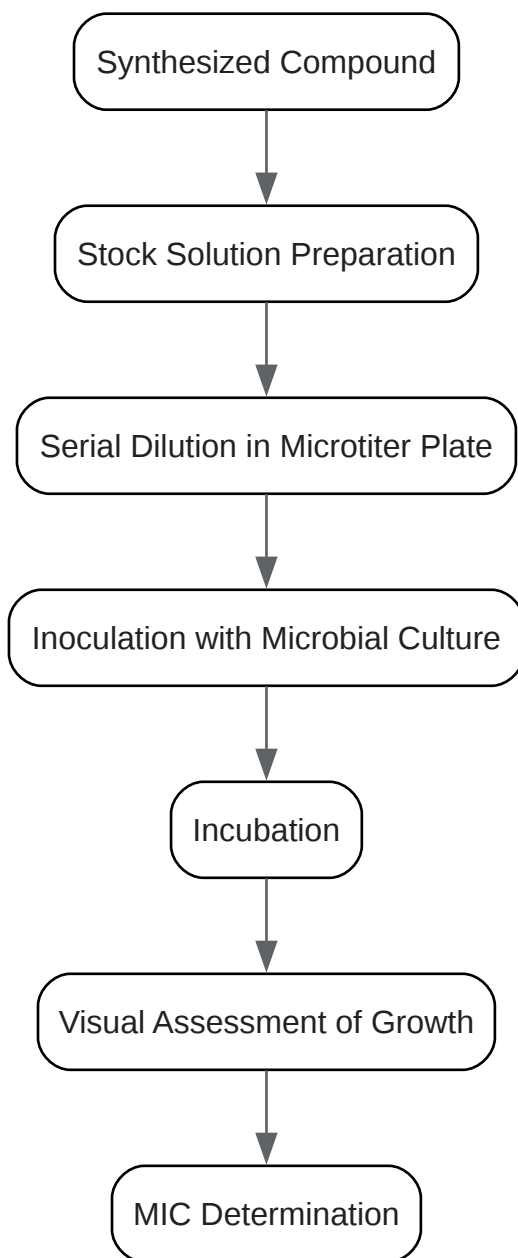 Synthesized Compound
Stock Solution Preparation
Serial Dilution in Microtiter Plate
Inoculation with Microbial Culture
Incubation
Visual Assessment of Growth
MIC Determination